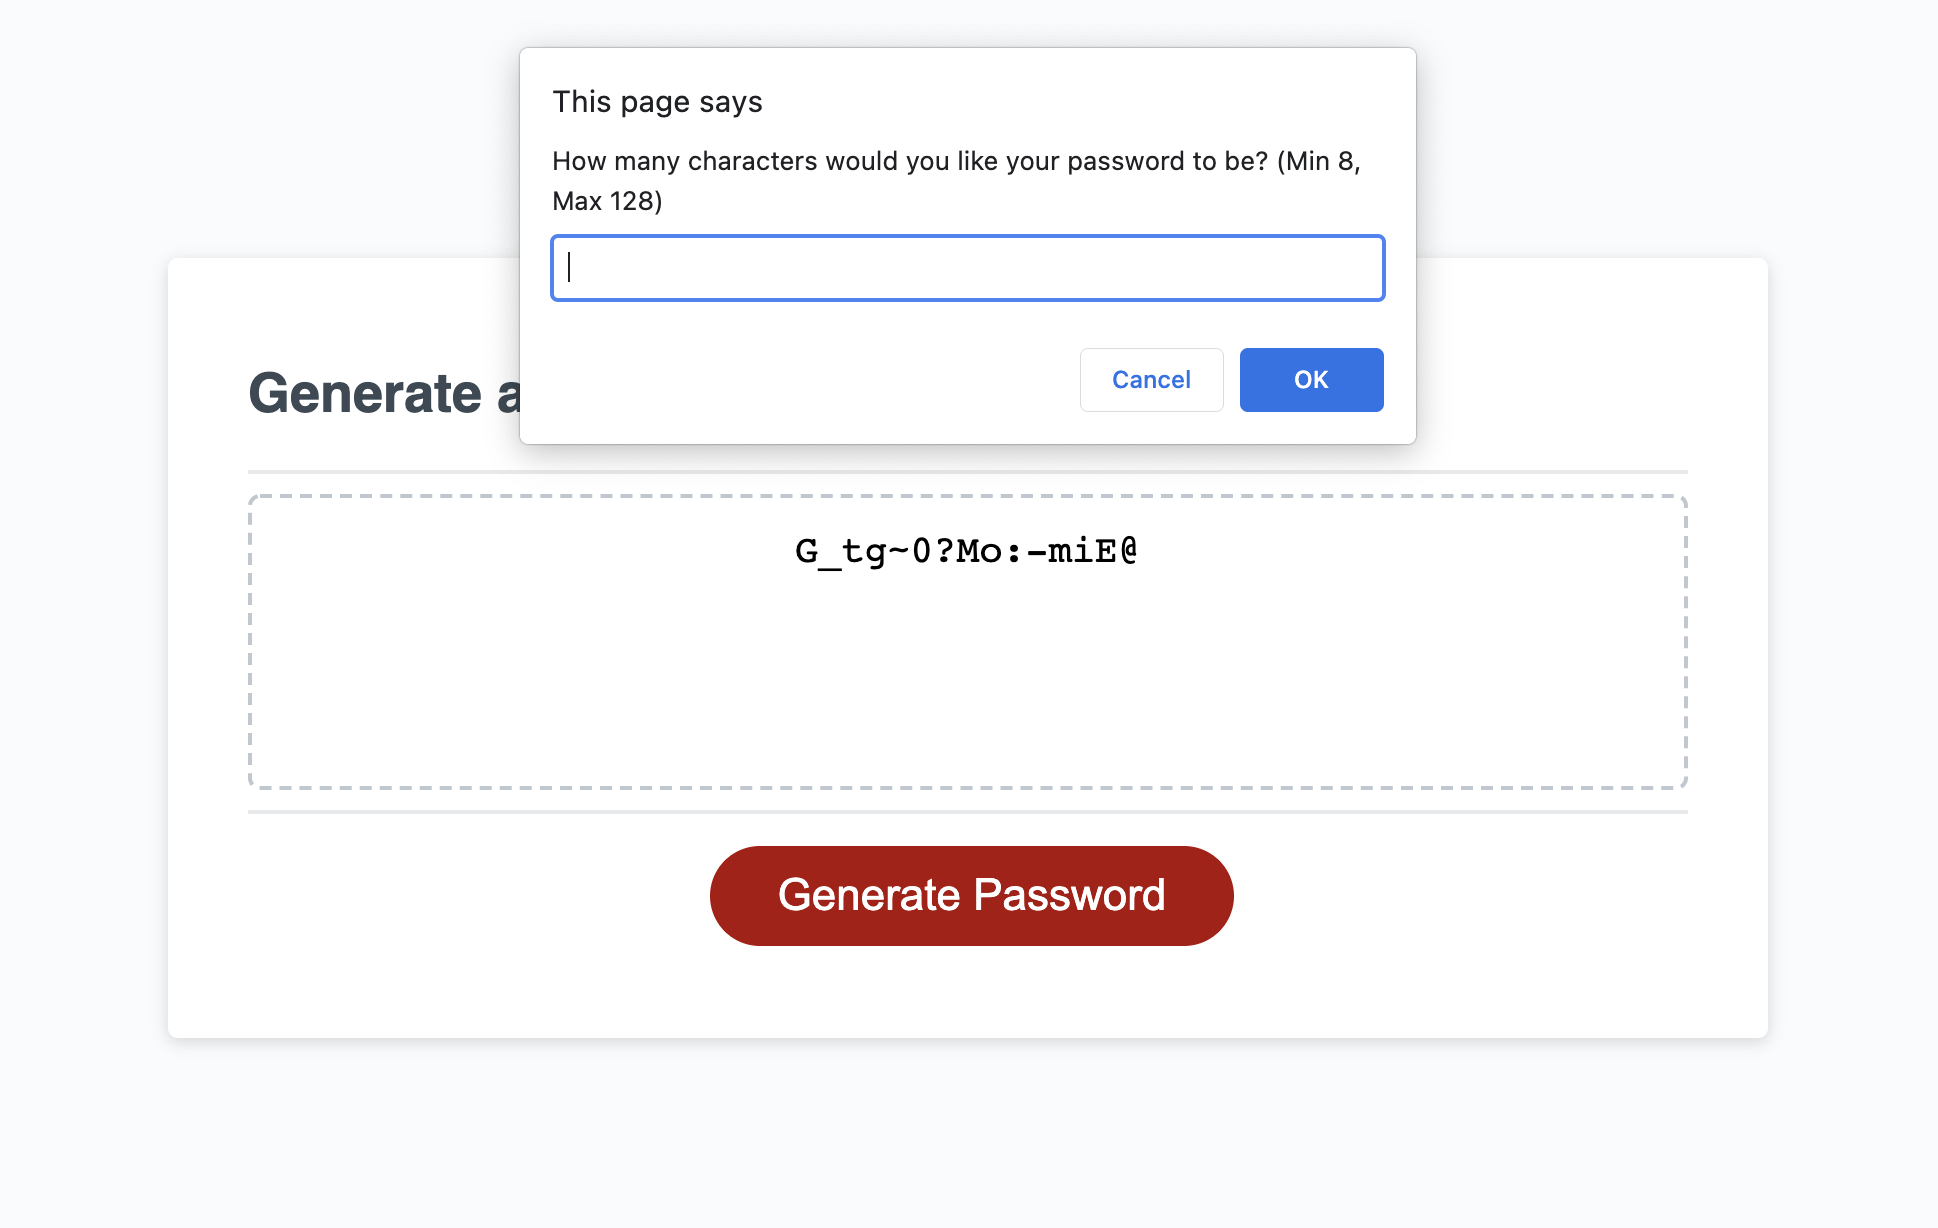 This page says
How many characters would you like your password to be? (Min 8,
Max 128)
Cancel
OK
Generate a
G_tg~0?Mo:-miE@
Generate Password